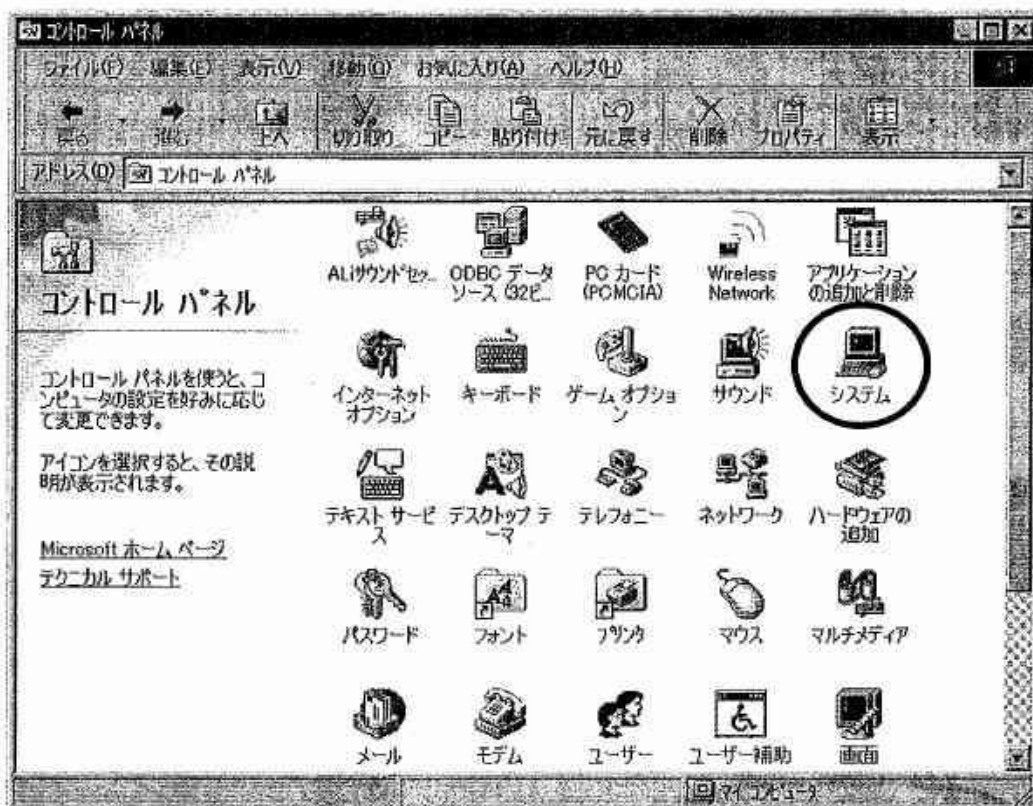 コントロール パネル
ファイル(F) 編集(E) 表示(V) 移動(G) お気に入り(A) ヘルプ(H)
戻る 進む 上へ 切り取り コピー 貼り付け 元に戻す 削除 プロパティ 表示
アドレス(D) コントロール パネル
コントロール パネル
コントロール パネルを使うと、コ
ンピュータの設定を好みに応じ
て変更できます。
アイコンを選択すると、その説
明が表示されます。
Microsoft ホーム ページ
テクニカル サポート
ALiサウンドセク... ODBC データ PC カード Wireless アプリケーション
ソース (32ビ... (PCMCIA) Network の追加と削除
インターネット キーボード ゲーム オプショ サウンド システム
オプション ン
テキスト サービ デスクトップ テ テレフォニー ネットワーク ハードウェアの
ス ーマ 追加
パスワード フォント プリンタ マウス マルチメディア
メール モデム ユーザー ユーザー補助 画面
マイ コンピュータ